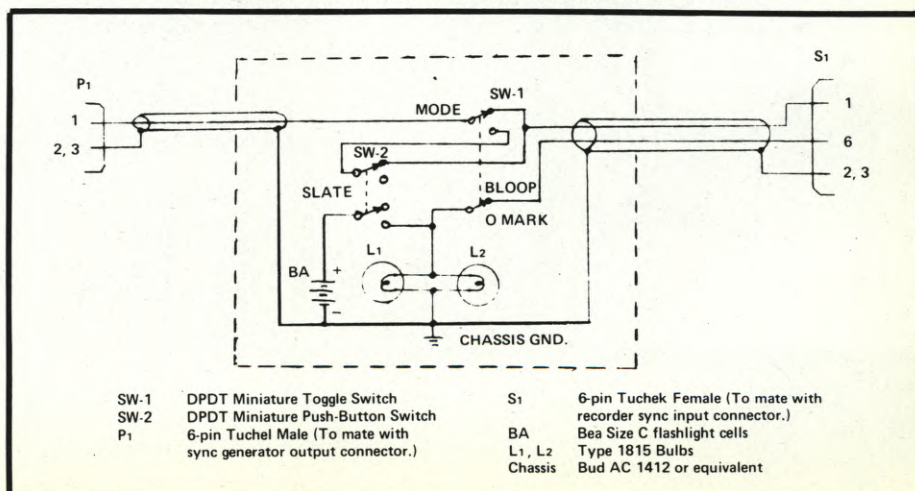 S1
P1
SW-1
1
MODE
1
2, 3
SW-2
6
SLATE
BLOOP
2, 3
O MARK
L1
L2
BA
+
–
CHASSIS GND.
SW-1 DPDT Miniature Toggle Switch
SW-2 DPDT Miniature Push-Button Switch
P1 6-pin Tuchel Male (To mate with
sync generator output connector.)
S1 6-pin Tuchek Female (To mate with
recorder sync input connector.)
BA Bea Size C flashlight cells
L1, L2 Type 1815 Bulbs
Chassis Bud AC 1412 or equivalent